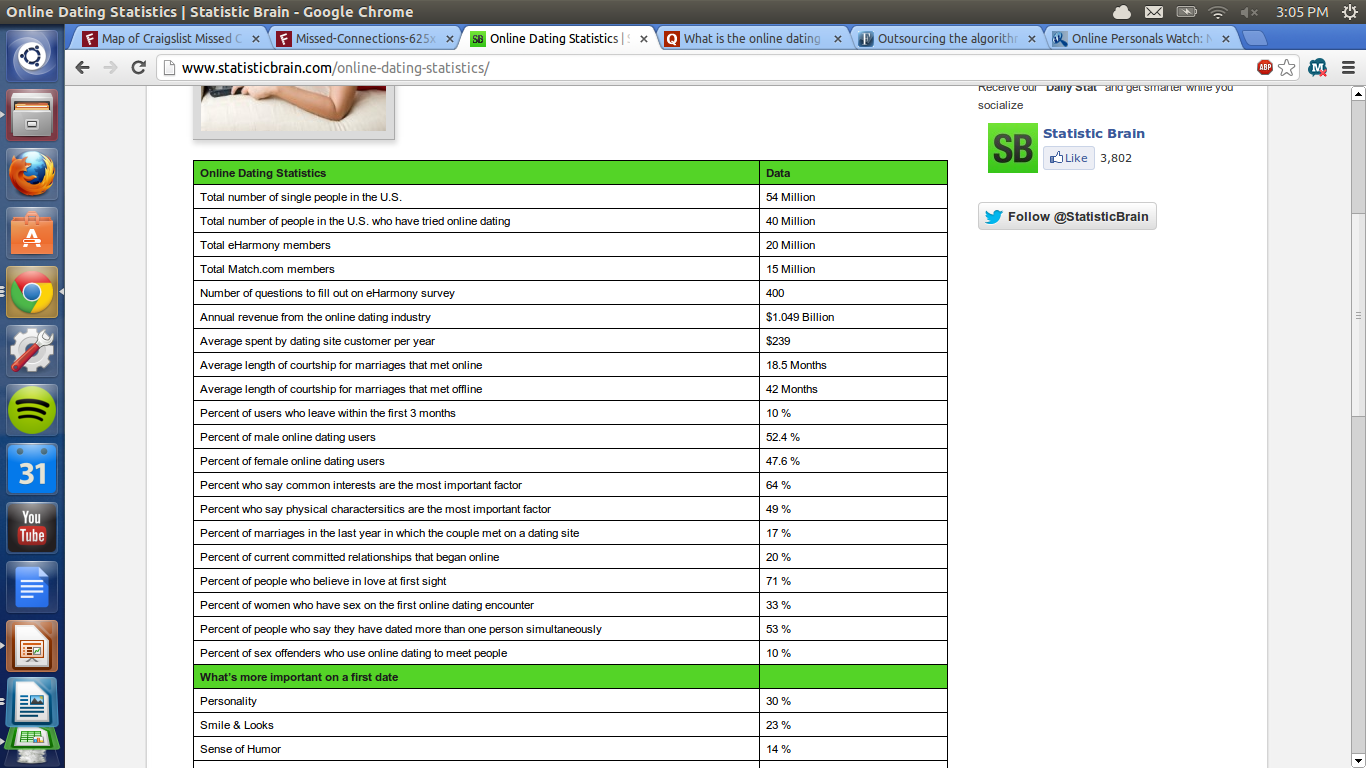 Online Dating Statistics | Statistic Brain - Google Chrome
3:05 PM
Map of Craigslist Missed C
Missed-Connections-625x
Online Dating Statistics | S
What is the online dating
Outsourcing the algorithm
Online Personals Watch: N
www.statisticbrain.com/online-dating-statistics/
ABP
Receive our "Daily Stat" and get smarter while you
socialize
SB
Statistic Brain
Like 3,802
Follow @StatisticBrain
Online Dating Statistics Data
Total number of single people in the U.S. 54 Million
Total number of people in the U.S. who have tried online dating 40 Million
Total eHarmony members 20 Million
Total Match.com members 15 Million
Number of questions to fill out on eHarmony survey 400
Annual revenue from the online dating industry $1.049 Billion
Average spent by dating site customer per year $239
Average length of courtship for marriages that met online 18.5 Months
Average length of courtship for marriages that met offline 42 Months
Percent of users who leave within the first 3 months 10 %
Percent of male online dating users 52.4 %
Percent of female online dating users 47.6 %
Percent who say common interests are the most important factor 64 %
Percent who say physical charactersitics are the most important factor 49 %
Percent of marriages in the last year in which the couple met on a dating site 17 %
Percent of current committed relationships that began online 20 %
Percent of people who believe in love at first sight 71 %
Percent of women who have sex on the first online dating encounter 33 %
Percent of people who say they have dated more than one person simultaneously 53 %
Percent of sex offenders who use online dating to meet people 10 %
What's more important on a first date
Personality 30 %
Smile & Looks 23 %
Sense of Humor 14 %
31
You
Tube